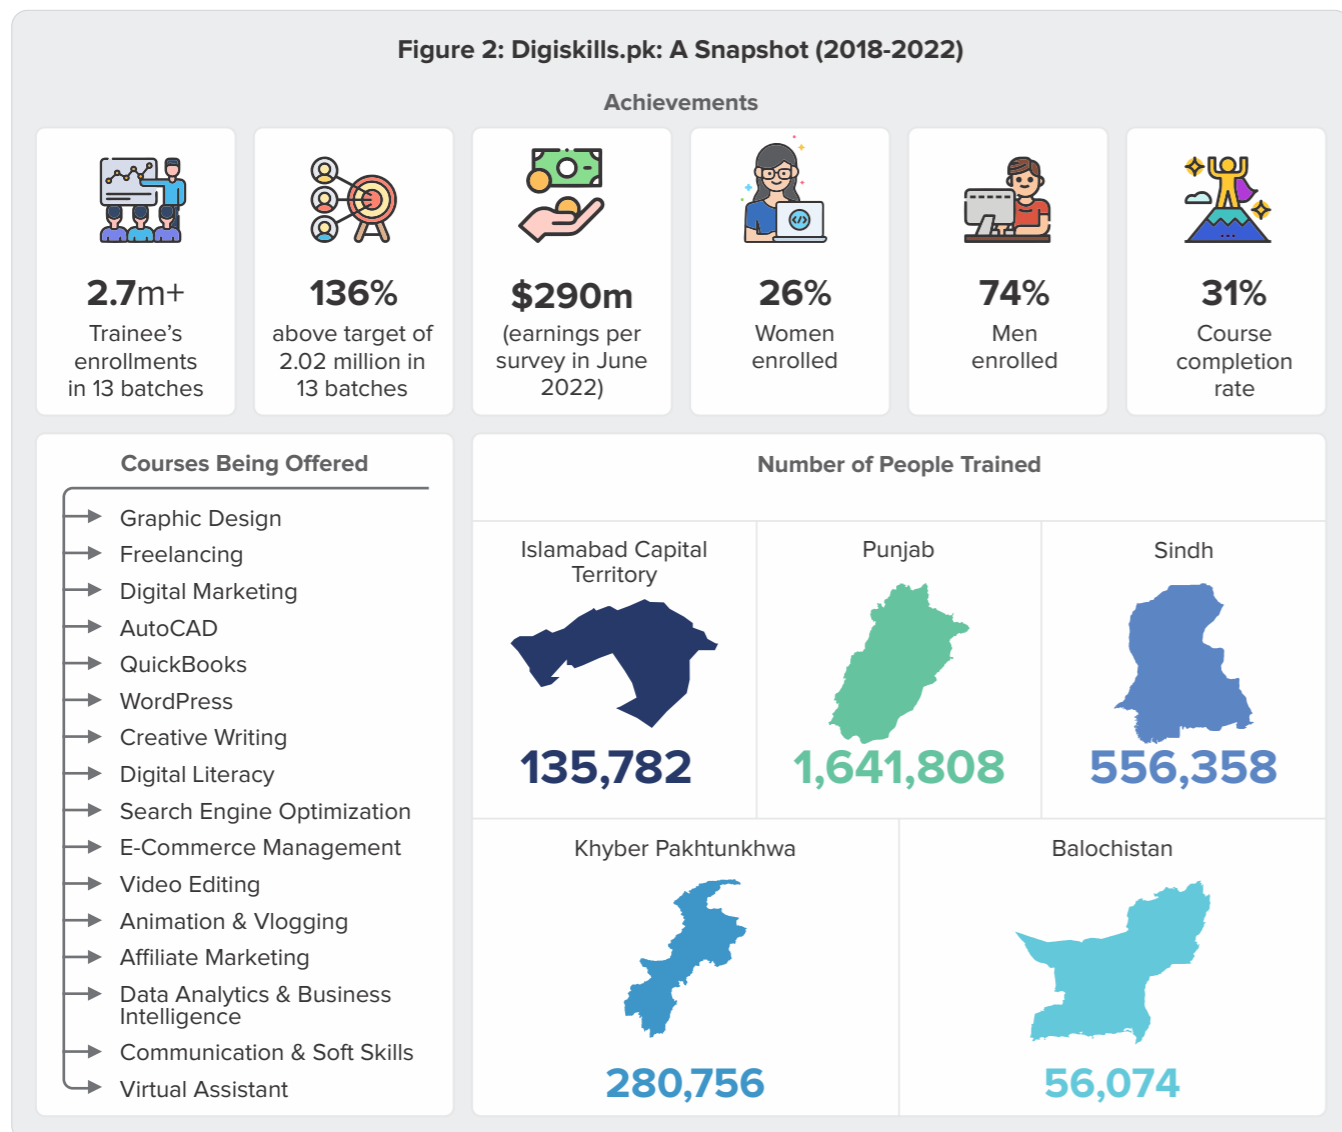 Figure 2: Digiskills.pk: A Snapshot (2018-2022)
Achievements
2.7m+
Trainee's
enrollments
in 13 batches
136%
above target of
2.02 million in
13 batches
$290m
(earnings per
survey in June
2022)
26%
Women
enrolled
74%
Men
enrolled
31%
Course
completion
rate
Courses Being Offered
Graphic Design
Freelancing
Digital Marketing
AutoCAD
QuickBooks
WordPress
Creative Writing
Digital Literacy
Search Engine Optimization
E-Commerce Management
Video Editing
Animation & Vlogging
Affiliate Marketing
Data Analytics & Business
Intelligence
Communication & Soft Skills
Virtual Assistant
Number of People Trained
Islamabad Capital
Territory
135,782
Punjab
1,641,808
Sindh
556,358
Khyber Pakhtunkhwa
280,756
Balochistan
56,074